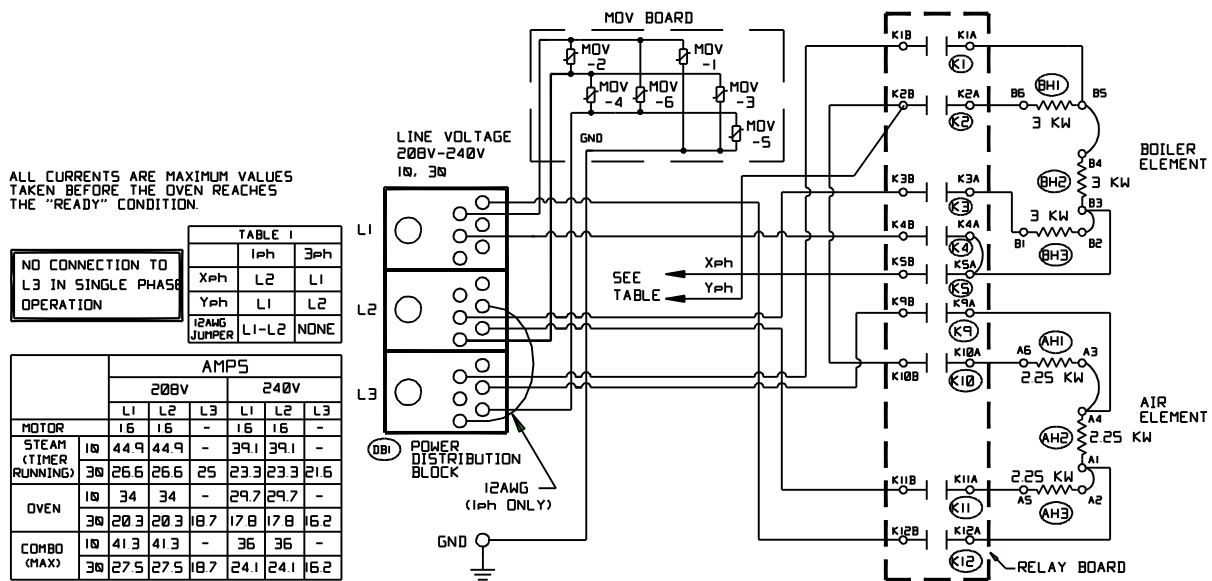 MOV BOARD
MOV -2
MOV -1
MOV -4
MOV -6
MOV -3
MOV -5
GND
LINE VOLTAGE
208V-240V
1Ø, 3Ø
ALL CURRENTS ARE MAXIMUM VALUES
TAKEN BEFORE THE OVEN REACHES
THE "READY" CONDITION.
NO CONNECTION TO
L3 IN SINGLE PHASE
OPERATION
TABLE 1
1ph 3ph
Xph L2 L1
Yph L1 L2
12AWG JUMPER L1-L2 NONE
AMPS
208V 240V
L1 L2 L3 L1 L2 L3
MOTOR 1.6 1.6 - 1.6 1.6 -
STEAM (TIMER RUNNING) 1Ø 44.9 44.9 - 39.1 39.1 -
3Ø 26.6 26.6 25 23.3 23.3 21.6
OVEN 1Ø 34 34 - 29.7 29.7 -
3Ø 20.3 20.3 18.7 17.8 17.8 16.2
COMBO (MAX) 1Ø 41.3 41.3 - 36 36 -
3Ø 27.5 27.5 18.7 24.1 24.1 16.2
L1
L2
L3
DB1 POWER
DISTRIBUTION
BLOCK
12AWG
(1ph ONLY)
GND
SEE
TABLE
Xph
Yph
K1B K1A
K1
K2B K2A
K2
K3B K3A
K3
K4B K4A
K4
K5B K5A
K5
K9B K9A
K9
K10B K10A
K10
K11B K11A
K11
K12B K12A
K12
RELAY BOARD
BH1
B6 B5
3 KW
B4
BH2
3 KW
B3
3 KW
B1 B2
BH3
BOILER
ELEMENT
AH1
A6 A3
2.25 KW
A4
AH2
2.25 KW
A1
2.25 KW
A5 A2
AH3
AIR
ELEMENT